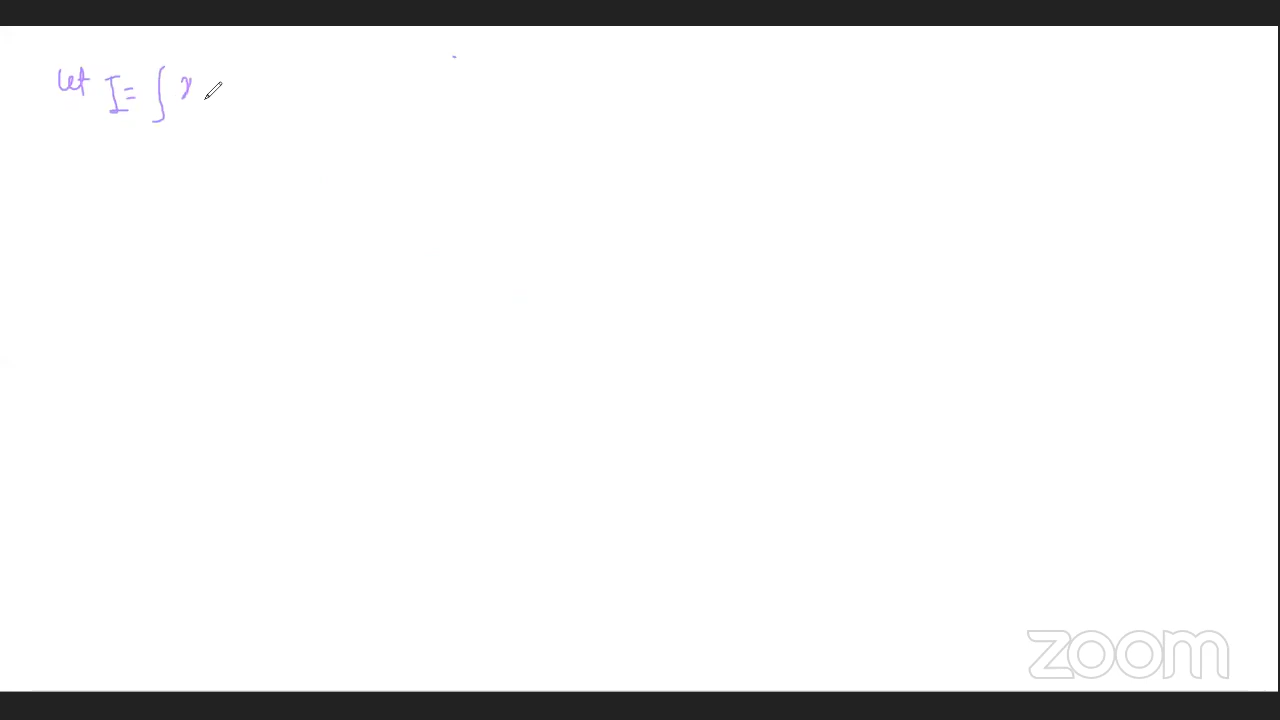 let I = ∫ x
zoom